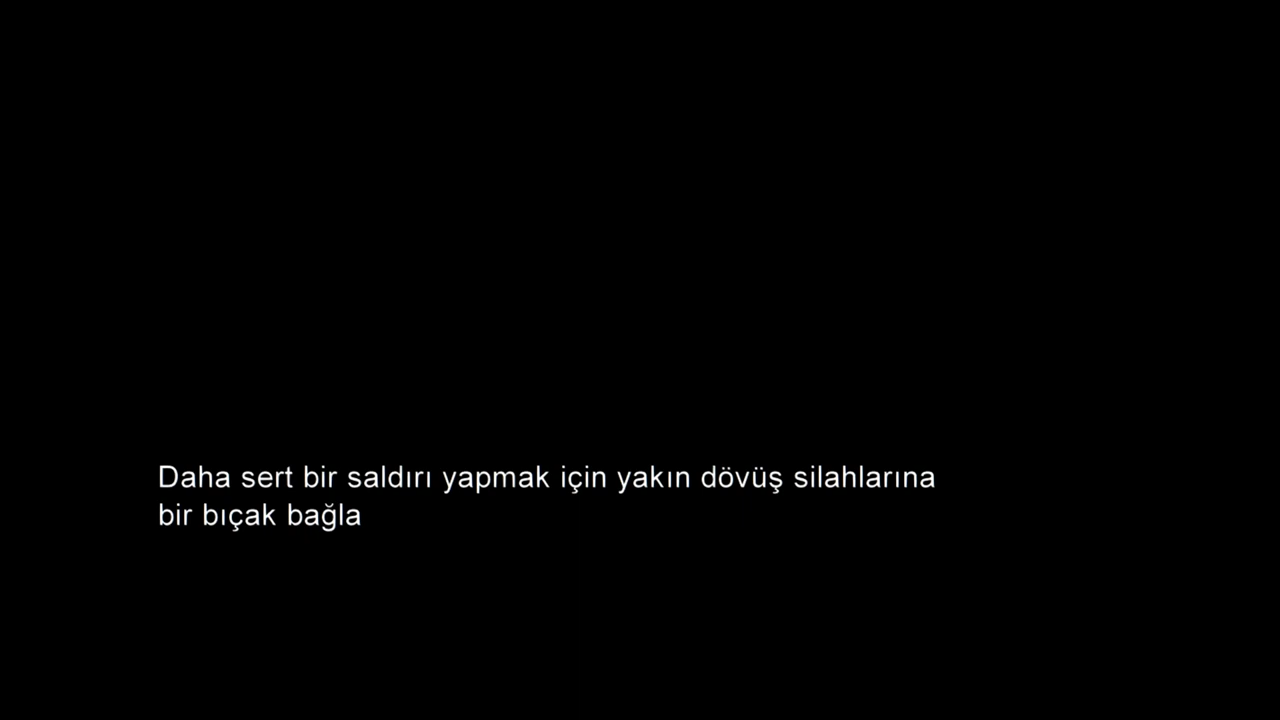 Daha sert bir saldırı yapmak için yakın dövüş silahlarına
bir bıçak bağla